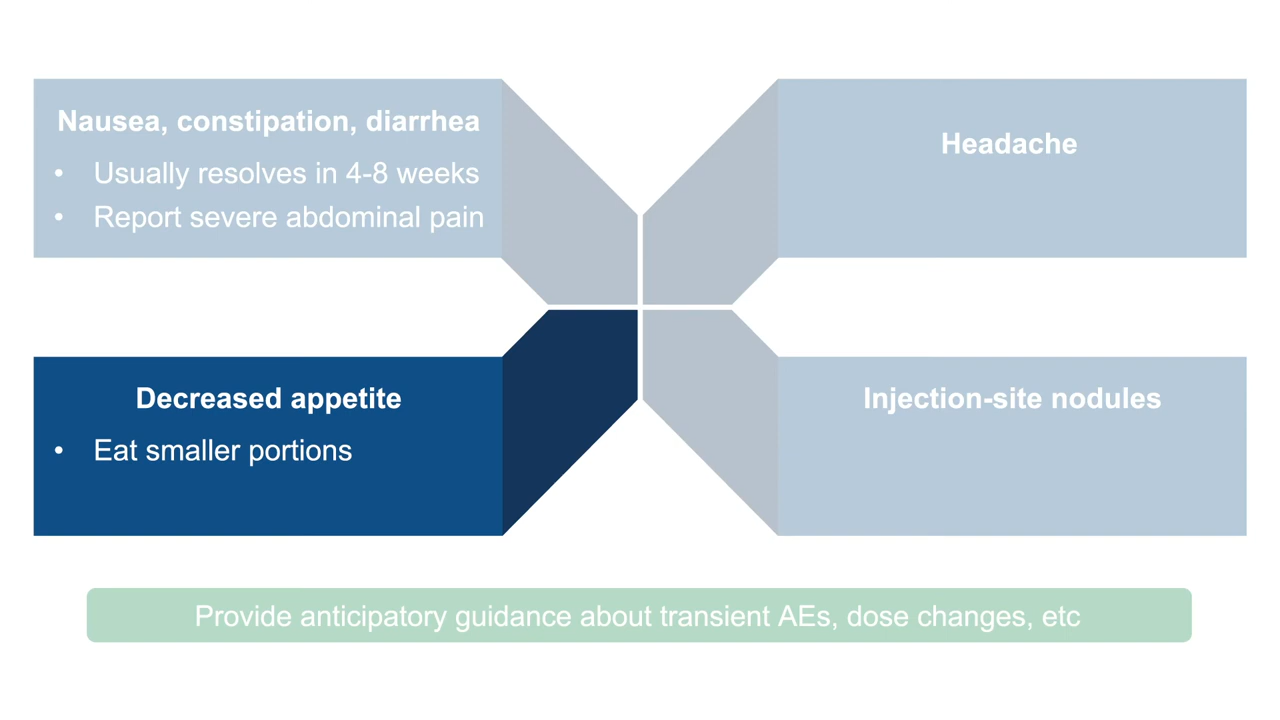 Nausea, constipation, diarrhea
• Usually resolves in 4-8 weeks
• Report severe abdominal pain
Headache
Decreased appetite
• Eat smaller portions
Injection-site nodules
Provide anticipatory guidance about transient AEs, dose changes, etc